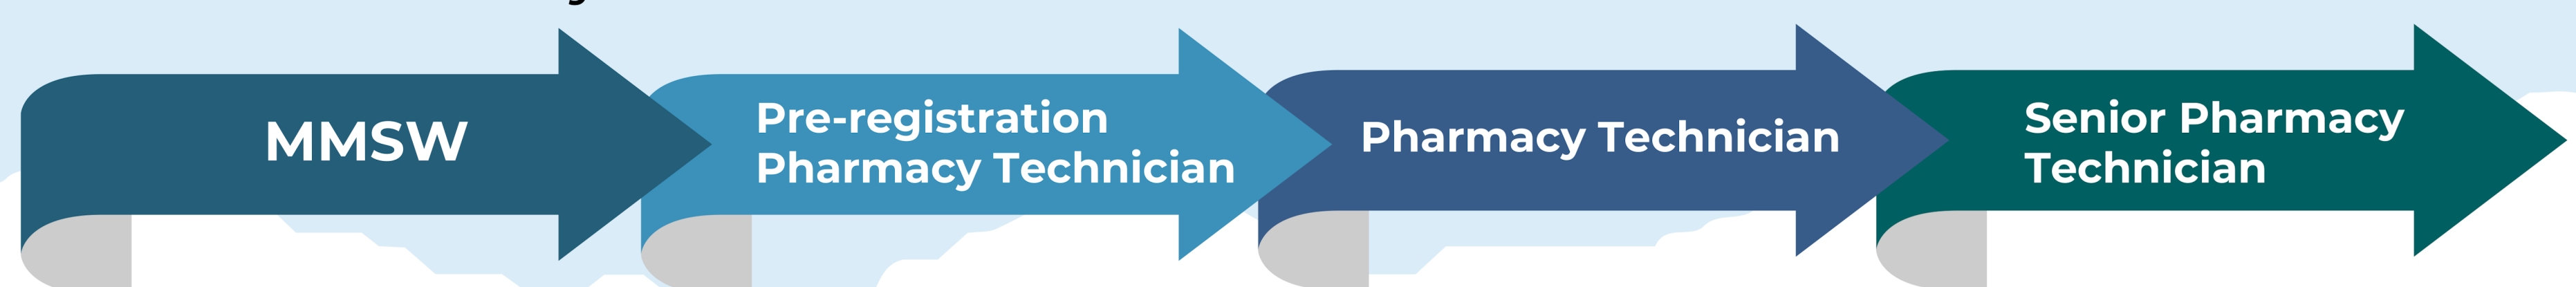 MMSW
Pre-registration
Pharmacy Technician
Pharmacy Technician
Senior Pharmacy
Technician